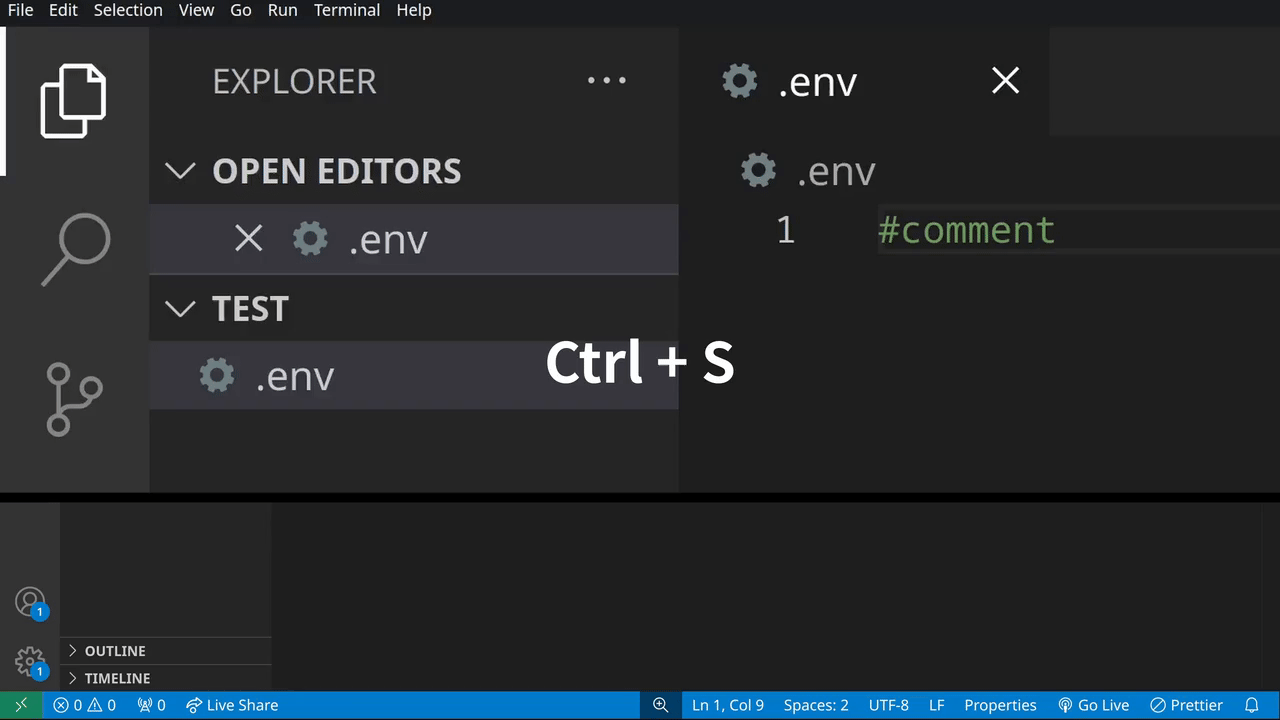 File Edit Selection View Go Run Terminal Help
EXPLORER
OPEN EDITORS
.env
TEST
.env
.env
.env
1 #comment
Ctrl + S
1
1
OUTLINE
TIMELINE
0 0 0 Live Share Ln 1, Col 9 Spaces: 2 UTF-8 LF Properties Go Live Prettier